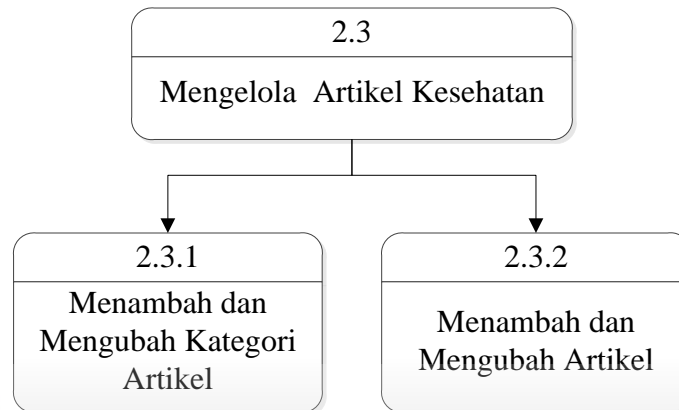 2.3
Mengelola Artikel Kesehatan
2.3.1
Menambah dan
Mengubah Kategori
Artikel
2.3.2
Menambah dan
Mengubah Artikel